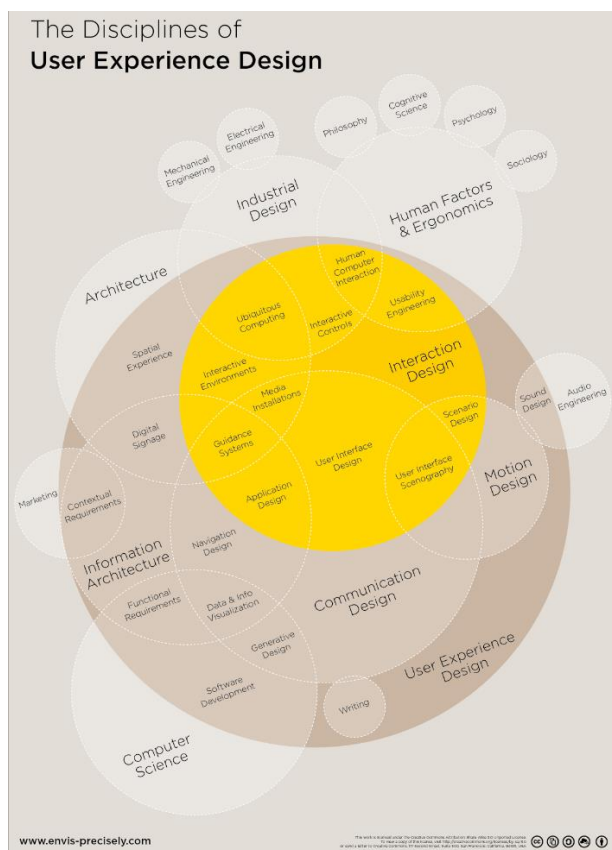 The Disciplines of
User Experience Design
Cognitive
Science
Philosophy
Psychology
Electrical
Engineering
Mechanical
Engineering
Sociology
Industrial
Design
Human Factors
& Ergonomics
Architecture
Human
Computer
Interaction
Ubiquitous
Computing
Usability
Engineering
Interactive
Controls
Spatial
Experience
Interactive
Environments
Interaction
Design
Media
Installations
Sound
Design
Audio
Engineering
Scenario
Design
Digital
Signage
Guidance
Systems
User Interface
Design
User Interface
Scenography
Motion
Design
Marketing
Contextual
Requirements
Application
Design
Navigation
Design
Information
Architecture
Functional
Requirements
Data & Info
Visualization
Communication
Design
Generative
Design
User Experience
Design
Software
Development
Writing
Computer
Science
www.envis-precisely.com